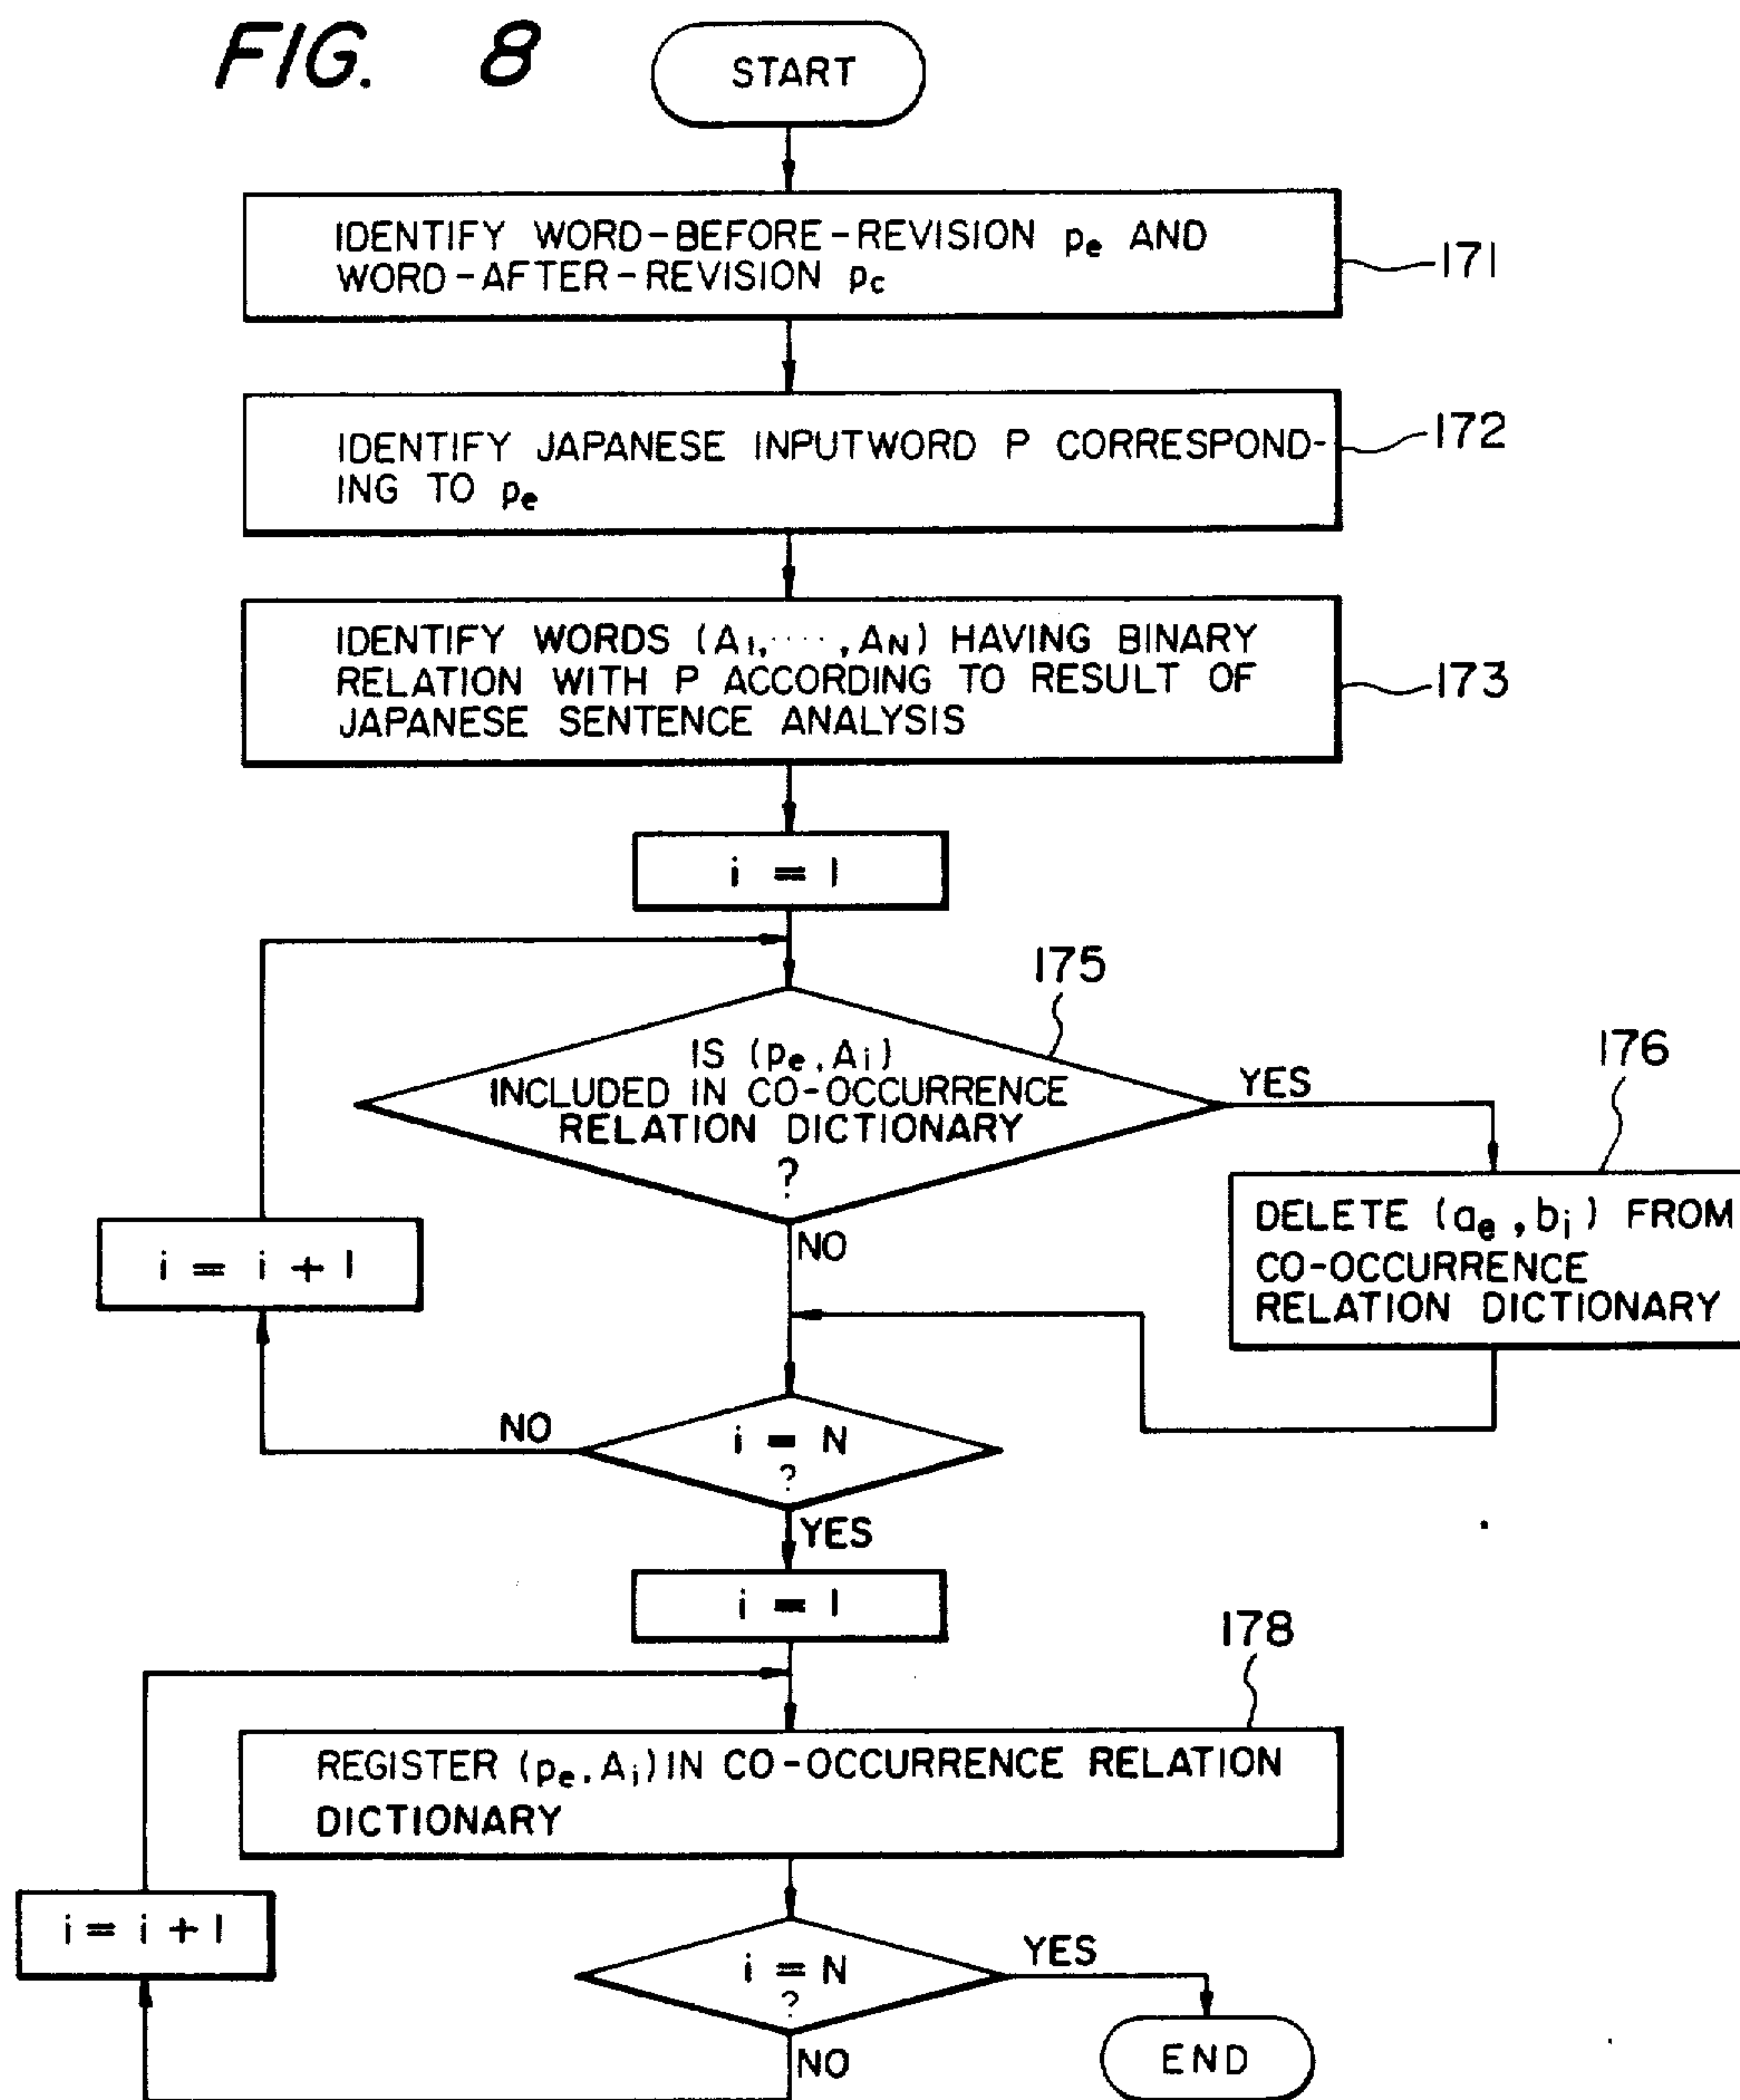 FIG. 8
START
IDENTIFY WORD-BEFORE-REVISION pe AND
WORD-AFTER-REVISION pc
171
IDENTIFY JAPANESE INPUTWORD P CORRESPOND-
ING TO pe
172
IDENTIFY WORDS (A1,....,AN) HAVING BINARY
RELATION WITH P ACCORDING TO RESULT OF
JAPANESE SENTENCE ANALYSIS
173
i = 1
175
IS (pe, Ai)
INCLUDED IN CO-OCCURRENCE
RELATION DICTIONARY
?
YES
176
DELETE (ae, bi) FROM
CO-OCCURRENCE
RELATION DICTIONARY
NO
i = i + 1
i = N
?
NO
YES
i = 1
178
REGISTER (pe, Ai) IN CO-OCCURRENCE RELATION
DICTIONARY
i = i + 1
i = N
?
YES
NO
END